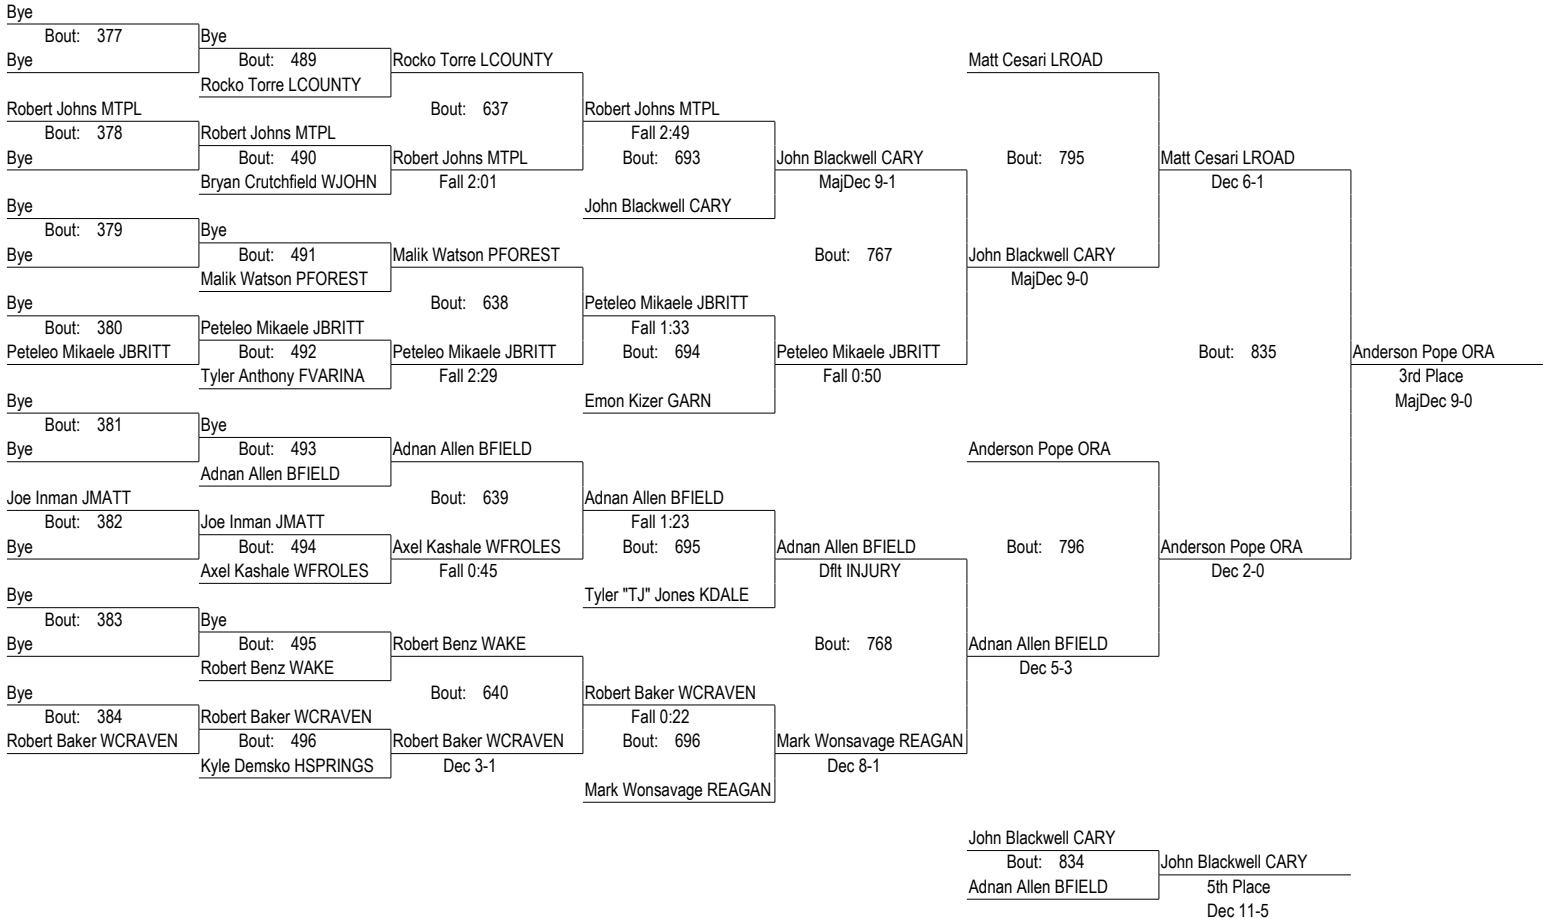 Bye
Bout: 377
Bye
Bye
Bout: 489
Rocko Torre LCOUNTY
Rocko Torre LCOUNTY
Bout: 637
Robert Johns MTPL
Bout: 378
Bye
Robert Johns MTPL
Bout: 490
Bryan Crutchfield WJOHN
Robert Johns MTPL
Fall 2:01
Robert Johns MTPL
Fall 2:49
Bout: 693
John Blackwell CARY
John Blackwell CARY
MajDec 9-1
Bye
Bout: 379
Bye
Bye
Bout: 491
Malik Watson PFOREST
Malik Watson PFOREST
Bout: 638
Bye
Bout: 380
Peteleo Mikaele JBRITT
Peteleo Mikaele JBRITT
Bout: 492
Tyler Anthony FVARINA
Peteleo Mikaele JBRITT
Fall 2:29
Peteleo Mikaele JBRITT
Fall 1:33
Bout: 694
Emon Kizer GARN
Peteleo Mikaele JBRITT
Fall 0:50
Bout: 767
John Blackwell CARY
MajDec 9-0
Matt Cesari LROAD
Bout: 795
Matt Cesari LROAD
Dec 6-1
Bye
Bout: 381
Bye
Bye
Bout: 493
Adnan Allen BFIELD
Adnan Allen BFIELD
Bout: 639
Joe Inman JMATT
Bout: 382
Bye
Joe Inman JMATT
Bout: 494
Axel Kashale WFROLES
Axel Kashale WFROLES
Fall 0:45
Adnan Allen BFIELD
Fall 1:23
Bout: 695
Tyler "TJ" Jones KDALE
Adnan Allen BFIELD
Dflt INJURY
Bye
Bout: 383
Bye
Bye
Bout: 495
Robert Benz WAKE
Robert Benz WAKE
Bout: 640
Bye
Bout: 384
Robert Baker WCRAVEN
Robert Baker WCRAVEN
Bout: 496
Kyle Demsko HSPRINGS
Robert Baker WCRAVEN
Dec 3-1
Robert Baker WCRAVEN
Fall 0:22
Bout: 696
Mark Wonsavage REAGAN
Mark Wonsavage REAGAN
Dec 8-1
Bout: 768
Adnan Allen BFIELD
Dec 5-3
Anderson Pope ORA
Bout: 796
Anderson Pope ORA
Dec 2-0
Bout: 835
Anderson Pope ORA
3rd Place
MajDec 9-0
John Blackwell CARY
Bout: 834
Adnan Allen BFIELD
John Blackwell CARY
5th Place
Dec 11-5